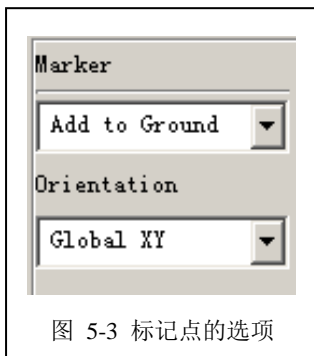 Marker
Add to Ground
Orientation
Global XY
图 5-3 标记点的选项